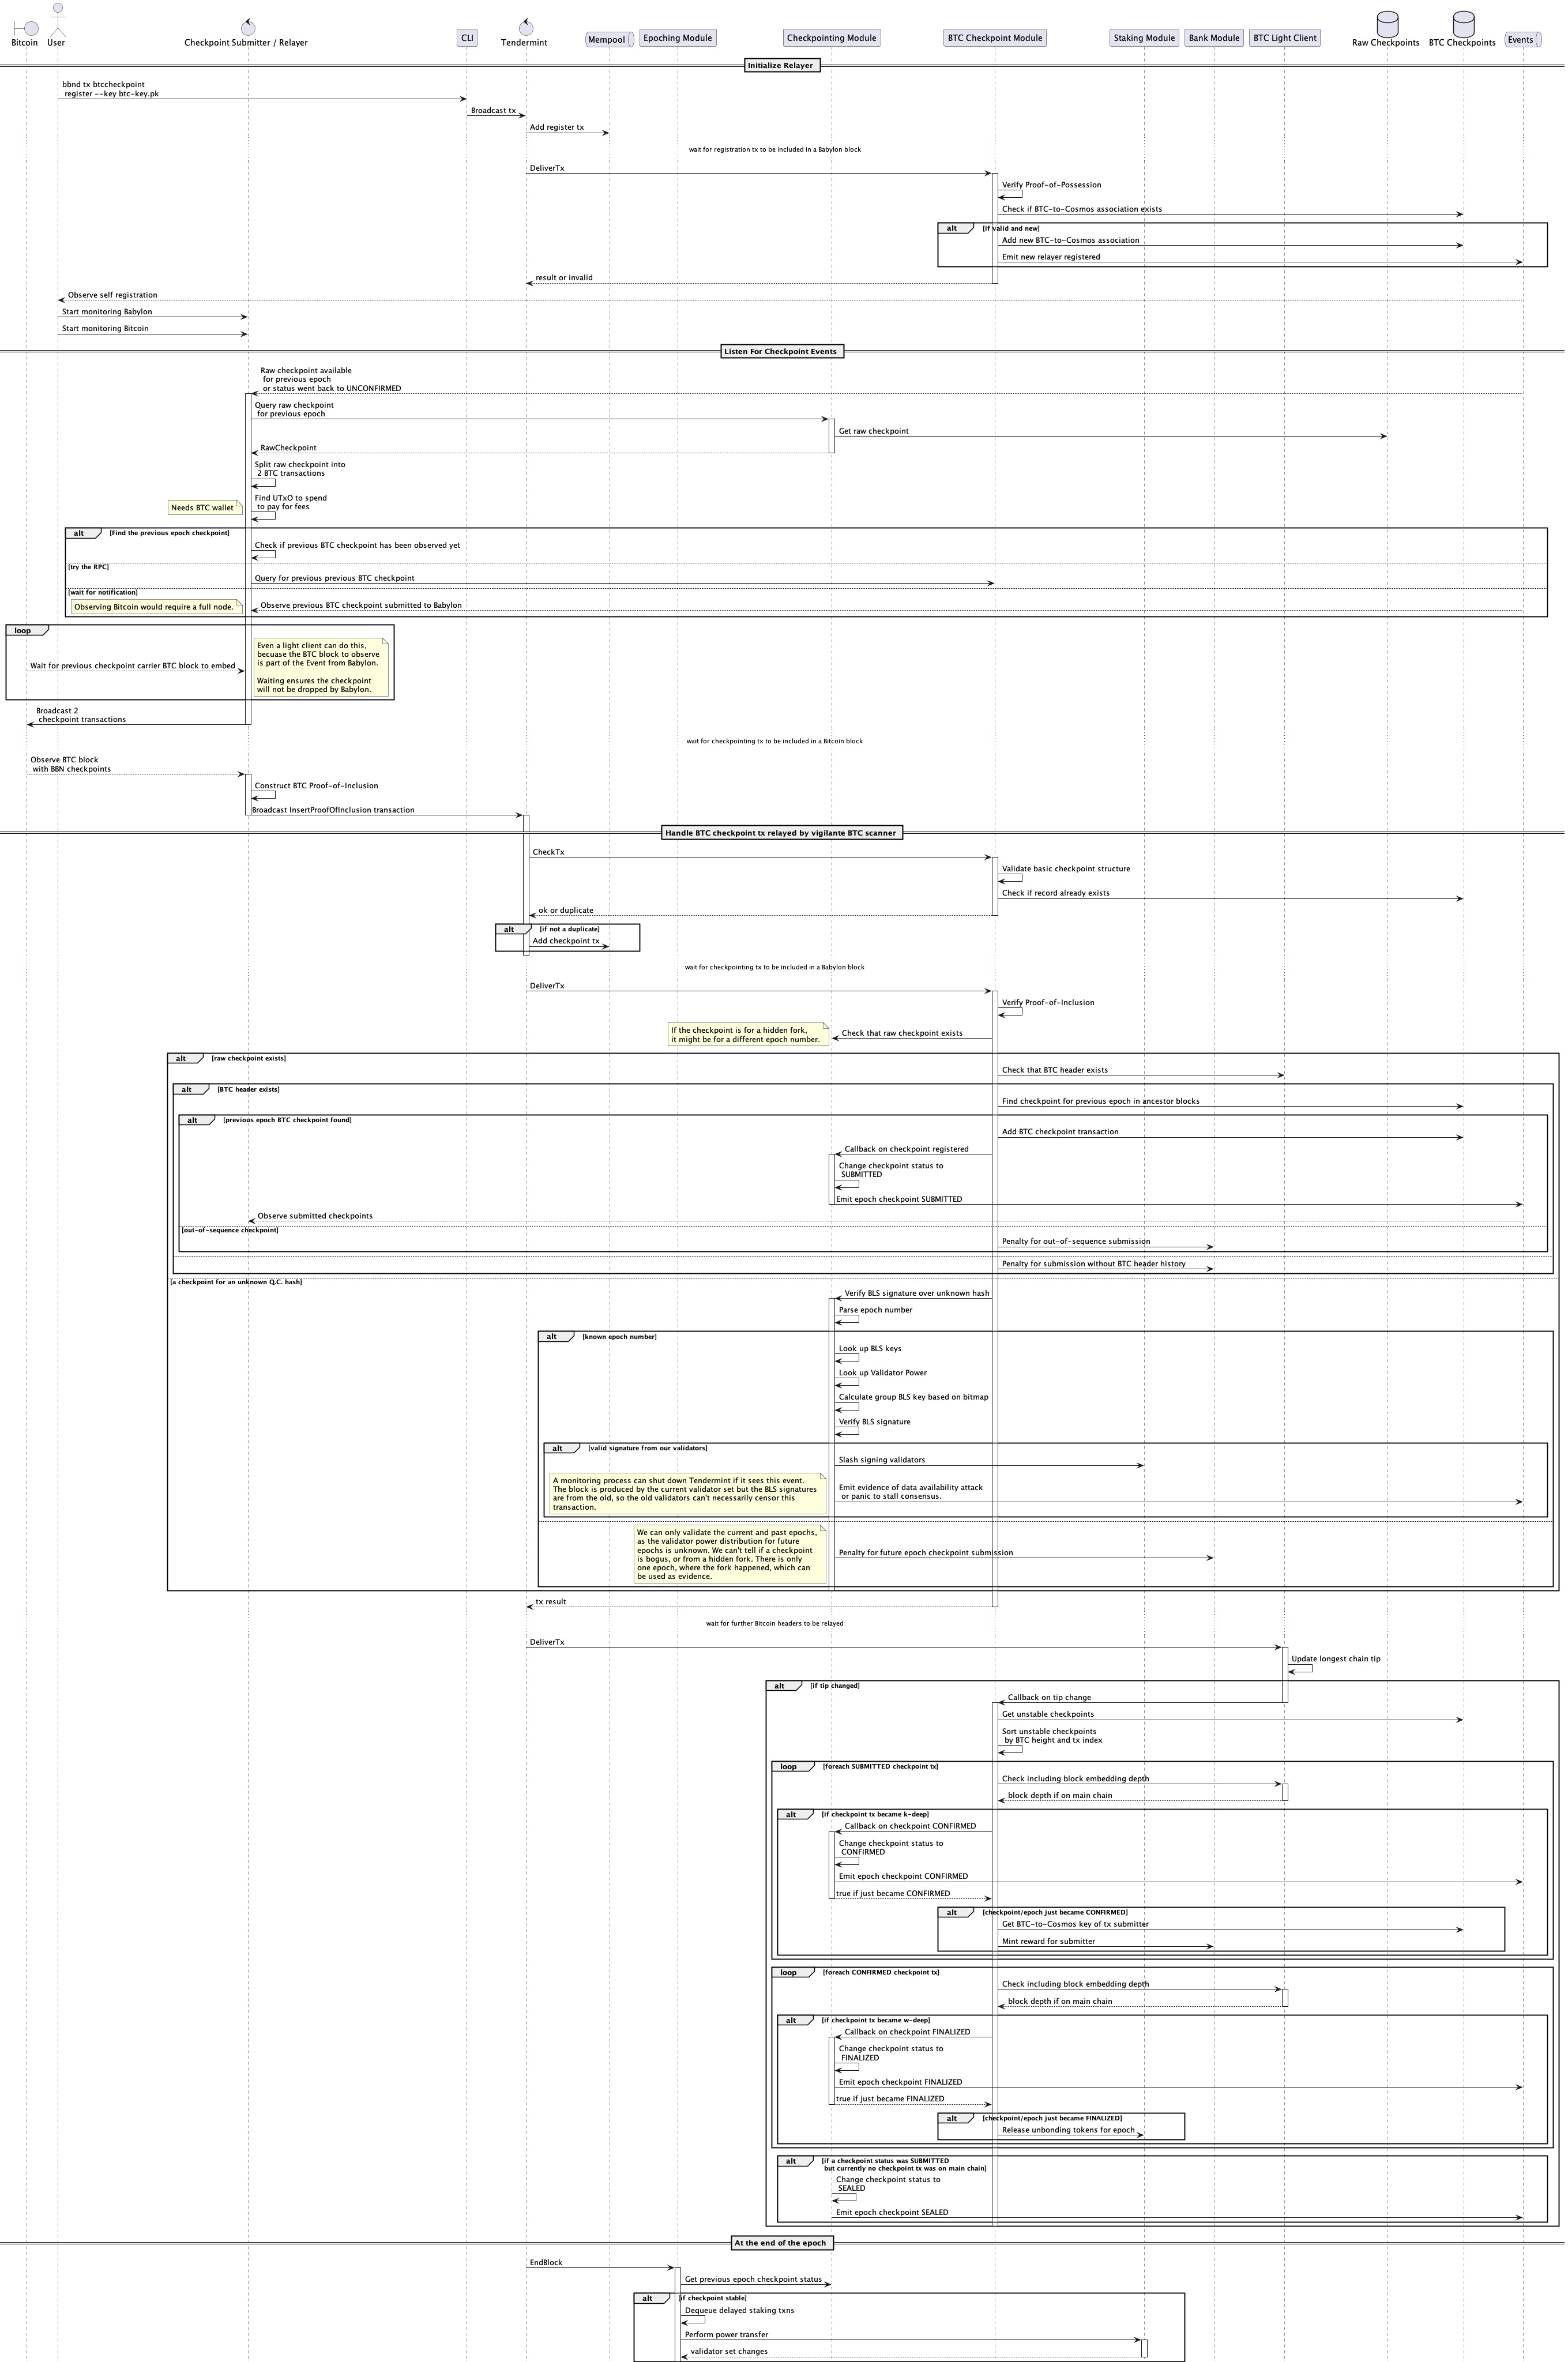 Bitcoin
User
Checkpoint Submitter / Relayer
CLI
Tendermint
Mempool
Epoching Module
Checkpointing Module
BTC Checkpoint Module
Staking Module
Bank Module
BTC Light Client
Raw Checkpoints
BTC Checkpoints
Events
Initialize Relayer
bbnd tx btccheckpoint
register --key btc-key.pk
Broadcast tx
Add register tx
wait for registration tx to be included in a Babylon block
DeliverTx
Verify Proof-of-Possession
Check if BTC-to-Cosmos association exists
alt [if valid and new]
Add new BTC-to-Cosmos association
Emit new relayer registered
result or invalid
Observe self registration
Start monitoring Babylon
Start monitoring Bitcoin
Listen For Checkpoint Events
Raw checkpoint available
for previous epoch
or status went back to UNCONFIRMED
Query raw checkpoint
for previous epoch
Get raw checkpoint
RawCheckpoint
Split raw checkpoint into
2 BTC transactions
Needs BTC wallet
Find UTxO to spend
to pay for fees
alt [Find the previous epoch checkpoint]
Check if previous BTC checkpoint has been observed yet
[try the RPC]
Query for previous previous BTC checkpoint
[wait for notification]
Observing Bitcoin would require a full node.
Observe previous BTC checkpoint submitted to Babylon
loop
Wait for previous checkpoint carrier BTC block to embed
Even a light client can do this,
becuase the BTC block to observe
is part of the Event from Babylon.
Waiting ensures the checkpoint
will not be dropped by Babylon.
Broadcast 2
checkpoint transactions
wait for checkpointing tx to be included in a Bitcoin block
Observe BTC block
with BBN checkpoints
Construct BTC Proof-of-Inclusion
Broadcast InsertProofOfInclusion transaction
Handle BTC checkpoint tx relayed by vigilante BTC scanner
CheckTx
Validate basic checkpoint structure
Check if record already exists
ok or duplicate
alt [if not a duplicate]
Add checkpoint tx
wait for checkpointing tx to be included in a Babylon block
DeliverTx
Verify Proof-of-Inclusion
If the checkpoint is for a hidden fork,
it might be for a different epoch number.
Check that raw checkpoint exists
alt [raw checkpoint exists]
Check that BTC header exists
alt [BTC header exists]
Find checkpoint for previous epoch in ancestor blocks
alt [previous epoch BTC checkpoint found]
Add BTC checkpoint transaction
Callback on checkpoint registered
Change checkpoint status to
SUBMITTED
Emit epoch checkpoint SUBMITTED
Observe submitted checkpoints
[out-of-sequence checkpoint]
Penalty for out-of-sequence submission
Penalty for submission without BTC header history
[a checkpoint for an unknown Q.C. hash]
Verify BLS signature over unknown hash
Parse epoch number
alt [known epoch number]
Look up BLS keys
Look up Validator Power
Calculate group BLS key based on bitmap
Verify BLS signature
alt [valid signature from our validators]
Slash signing validators
A monitoring process can shut down Tendermint if it sees this event.
The block is produced by the current validator set but the BLS signatures
are from the old, so the old validators can't necessarily censor this
transaction.
Emit evidence of data availability attack
or panic to stall consensus.
We can only validate the current and past epochs,
as the validator power distribution for future
epochs is unknown. We can't tell if a checkpoint
is bogus, or from a hidden fork. There is only
one epoch, where the fork happened, which can
be used as evidence.
Penalty for future epoch checkpoint submission
tx result
wait for further Bitcoin headers to be relayed
DeliverTx
Update longest chain tip
alt [if tip changed]
Callback on tip change
Get unstable checkpoints
Sort unstable checkpoints
by BTC height and tx index
loop [foreach SUBMITTED checkpoint tx]
Check including block embedding depth
block depth if on main chain
alt [if checkpoint tx became k-deep]
Callback on checkpoint CONFIRMED
Change checkpoint status to
CONFIRMED
Emit epoch checkpoint CONFIRMED
true if just became CONFIRMED
alt [checkpoint/epoch just became CONFIRMED]
Get BTC-to-Cosmos key of tx submitter
Mint reward for submitter
loop [foreach CONFIRMED checkpoint tx]
Check including block embedding depth
block depth if on main chain
alt [if checkpoint tx became w-deep]
Callback on checkpoint FINALIZED
Change checkpoint status to
FINALIZED
Emit epoch checkpoint FINALIZED
true if just became FINALIZED
alt [checkpoint/epoch just became FINALIZED]
Release unbonding tokens for epoch
alt [if a checkpoint status was SUBMITTED
but currently no checkpoint tx was on main chain]
Change checkpoint status to
SEALED
Emit epoch checkpoint SEALED
At the end of the epoch
EndBlock
Get previous epoch checkpoint status
alt [if checkpoint stable]
Dequeue delayed staking txns
Perform power transfer
validator set changes